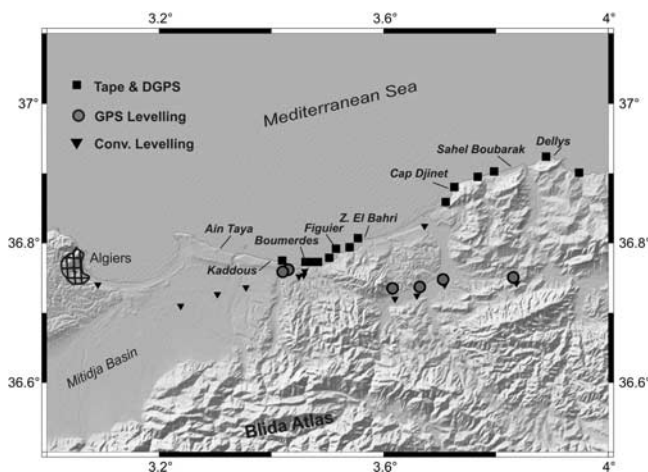 3.2°
3.6°
4°
37°
37°
Tape & DGPS
GPS Levelling
Conv. Levelling
Mediterranean Sea
Dellys
Sahel Boubarak
Cap Djinet
Z. El Bahri
Figuier
Ain Taya
Boumerdes
Kaddous
Algiers
36.8°
36.8°
Mitidja Basin
36.6°
36.6°
Blida Atlas
3.2°
3.6°
4°